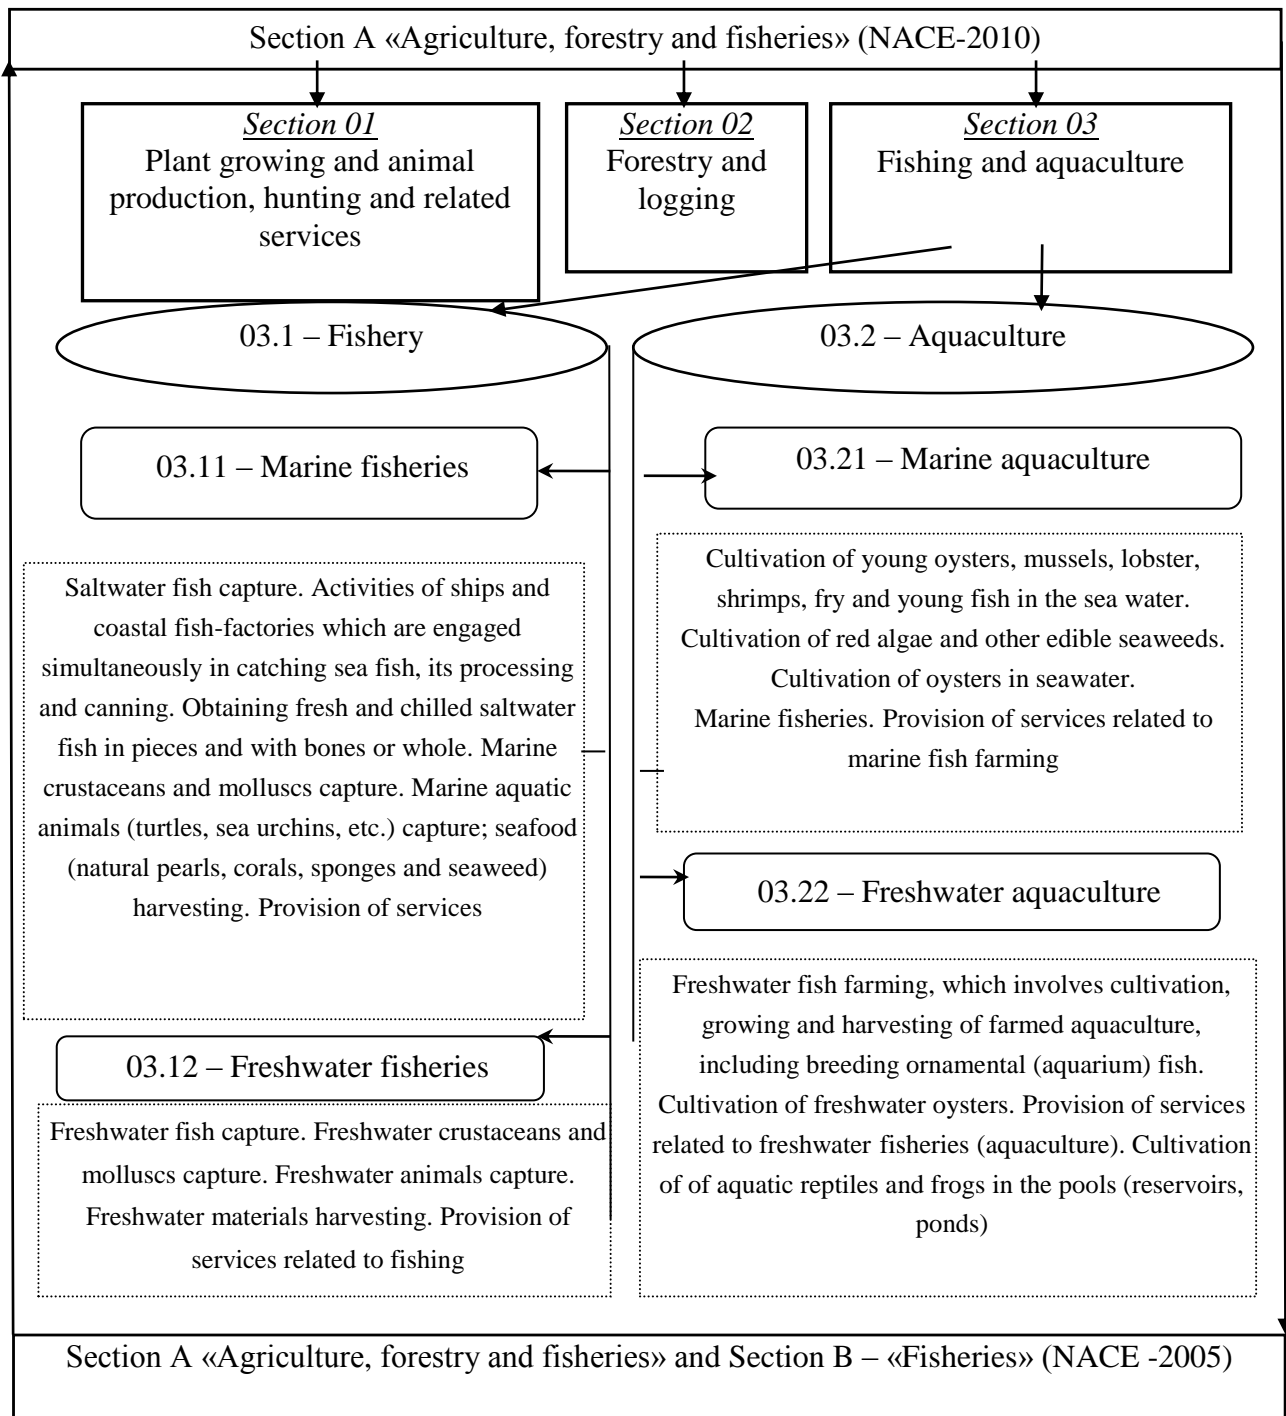 Section A «Agriculture, forestry and fisheries» (NACE-2010)
Section 01
Plant growing and animal
production, hunting and related
services
Section 02
Forestry and
logging
Section 03
Fishing and aquaculture
03.1 – Fishery
03.2 – Aquaculture
03.11 – Marine fisheries
03.21 – Marine aquaculture
Saltwater fish capture. Activities of ships and
coastal fish-factories which are engaged
simultaneously in catching sea fish, its processing
and canning. Obtaining fresh and chilled saltwater
fish in pieces and with bones or whole. Marine
crustaceans and molluscs capture. Marine aquatic
animals (turtles, sea urchins, etc.) capture; seafood
(natural pearls, corals, sponges and seaweed)
harvesting. Provision of services
Cultivation of young oysters, mussels, lobster,
shrimps, fry and young fish in the sea water.
Cultivation of red algae and other edible seaweeds.
Cultivation of oysters in seawater.
Marine fisheries. Provision of services related to
marine fish farming
03.22 – Freshwater aquaculture
03.12 – Freshwater fisheries
Freshwater fish capture. Freshwater crustaceans and
molluscs capture. Freshwater animals capture.
Freshwater materials harvesting. Provision of
services related to fishing
Freshwater fish farming, which involves cultivation,
growing and harvesting of farmed aquaculture,
including breeding ornamental (aquarium) fish.
Cultivation of freshwater oysters. Provision of services
related to freshwater fisheries (aquaculture). Cultivation
of of aquatic reptiles and frogs in the pools (reservoirs,
ponds)
Section A «Agriculture, forestry and fisheries» and Section B – «Fisheries» (NACE -2005)